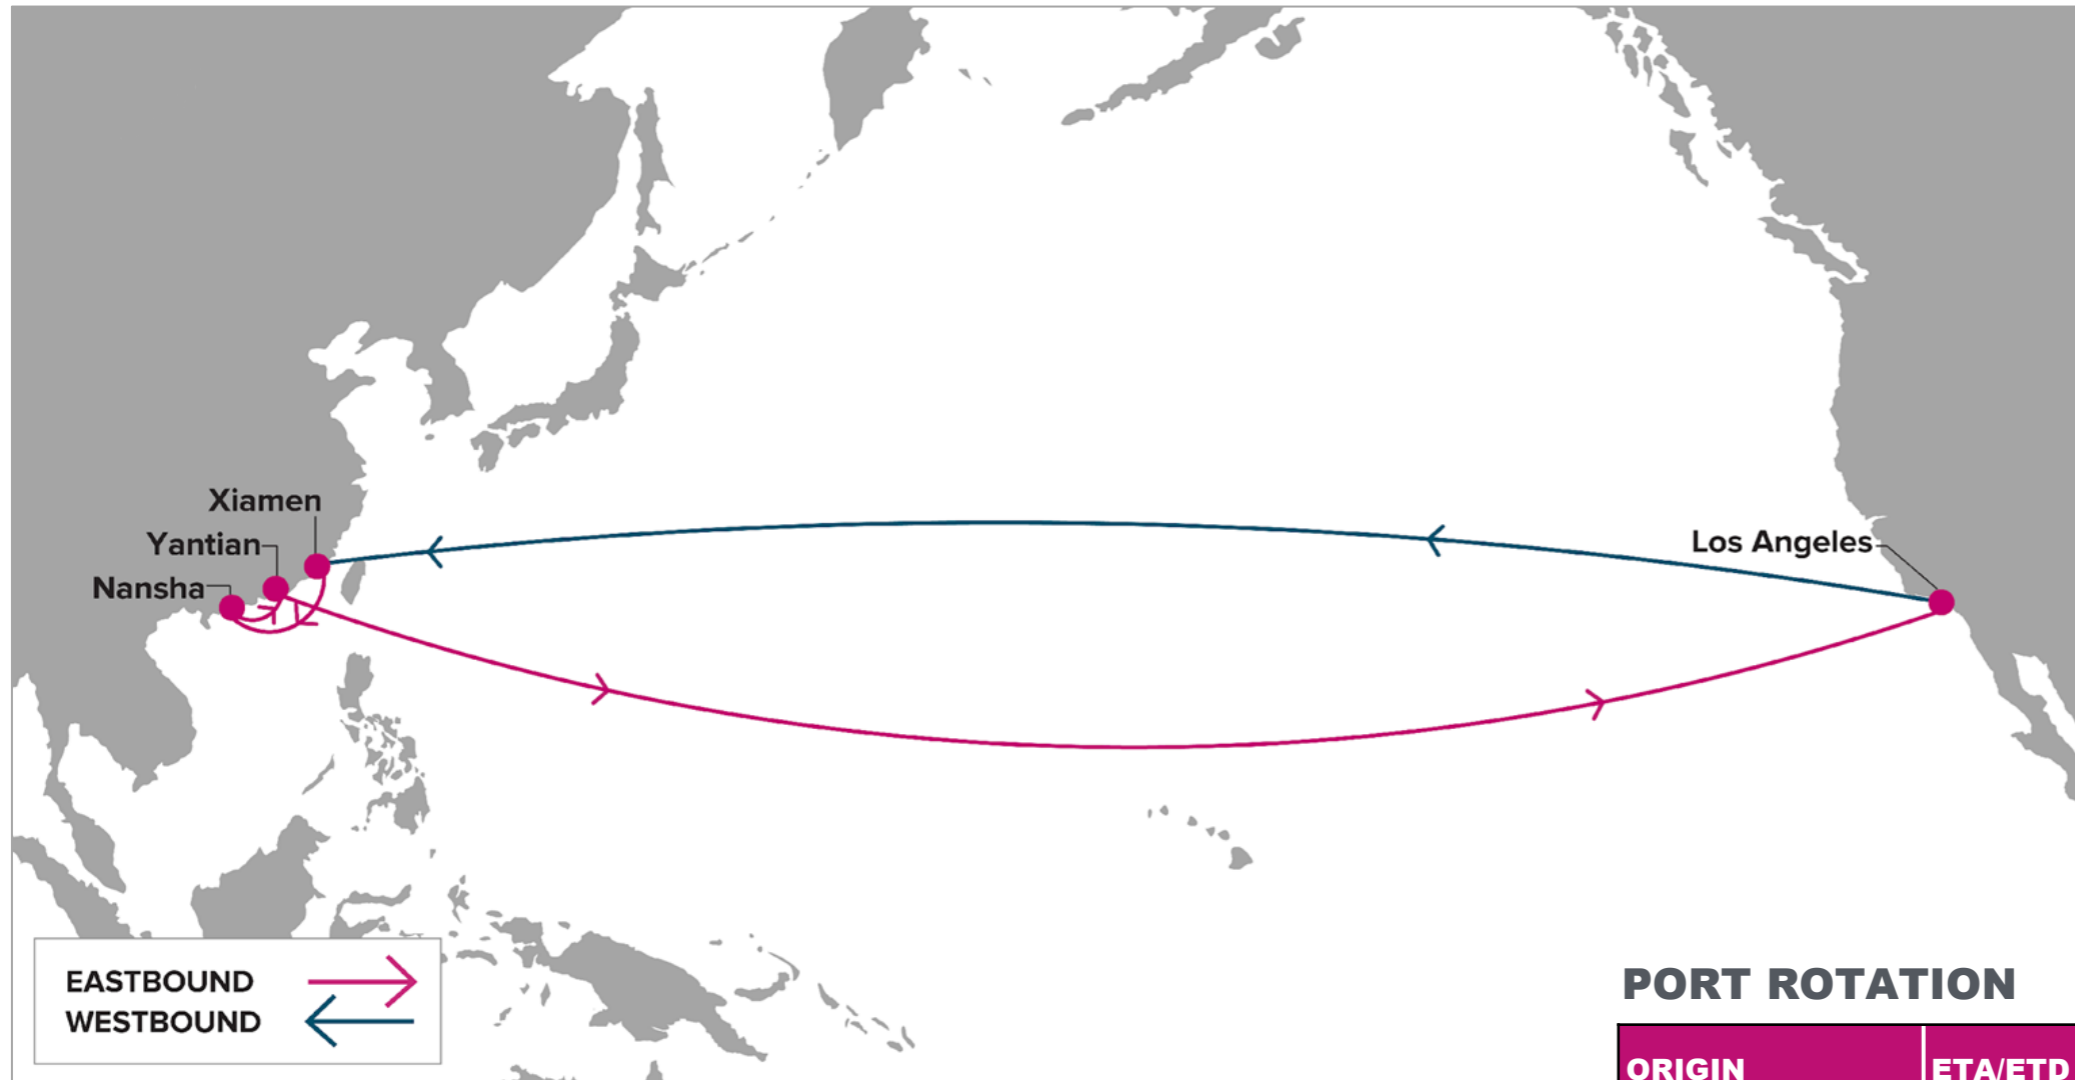 Xiamen
Yantian
Nansha
Los Angeles
EASTBOUND
WESTBOUND
PORT ROTATION
ORIGIN
ETA/ETD